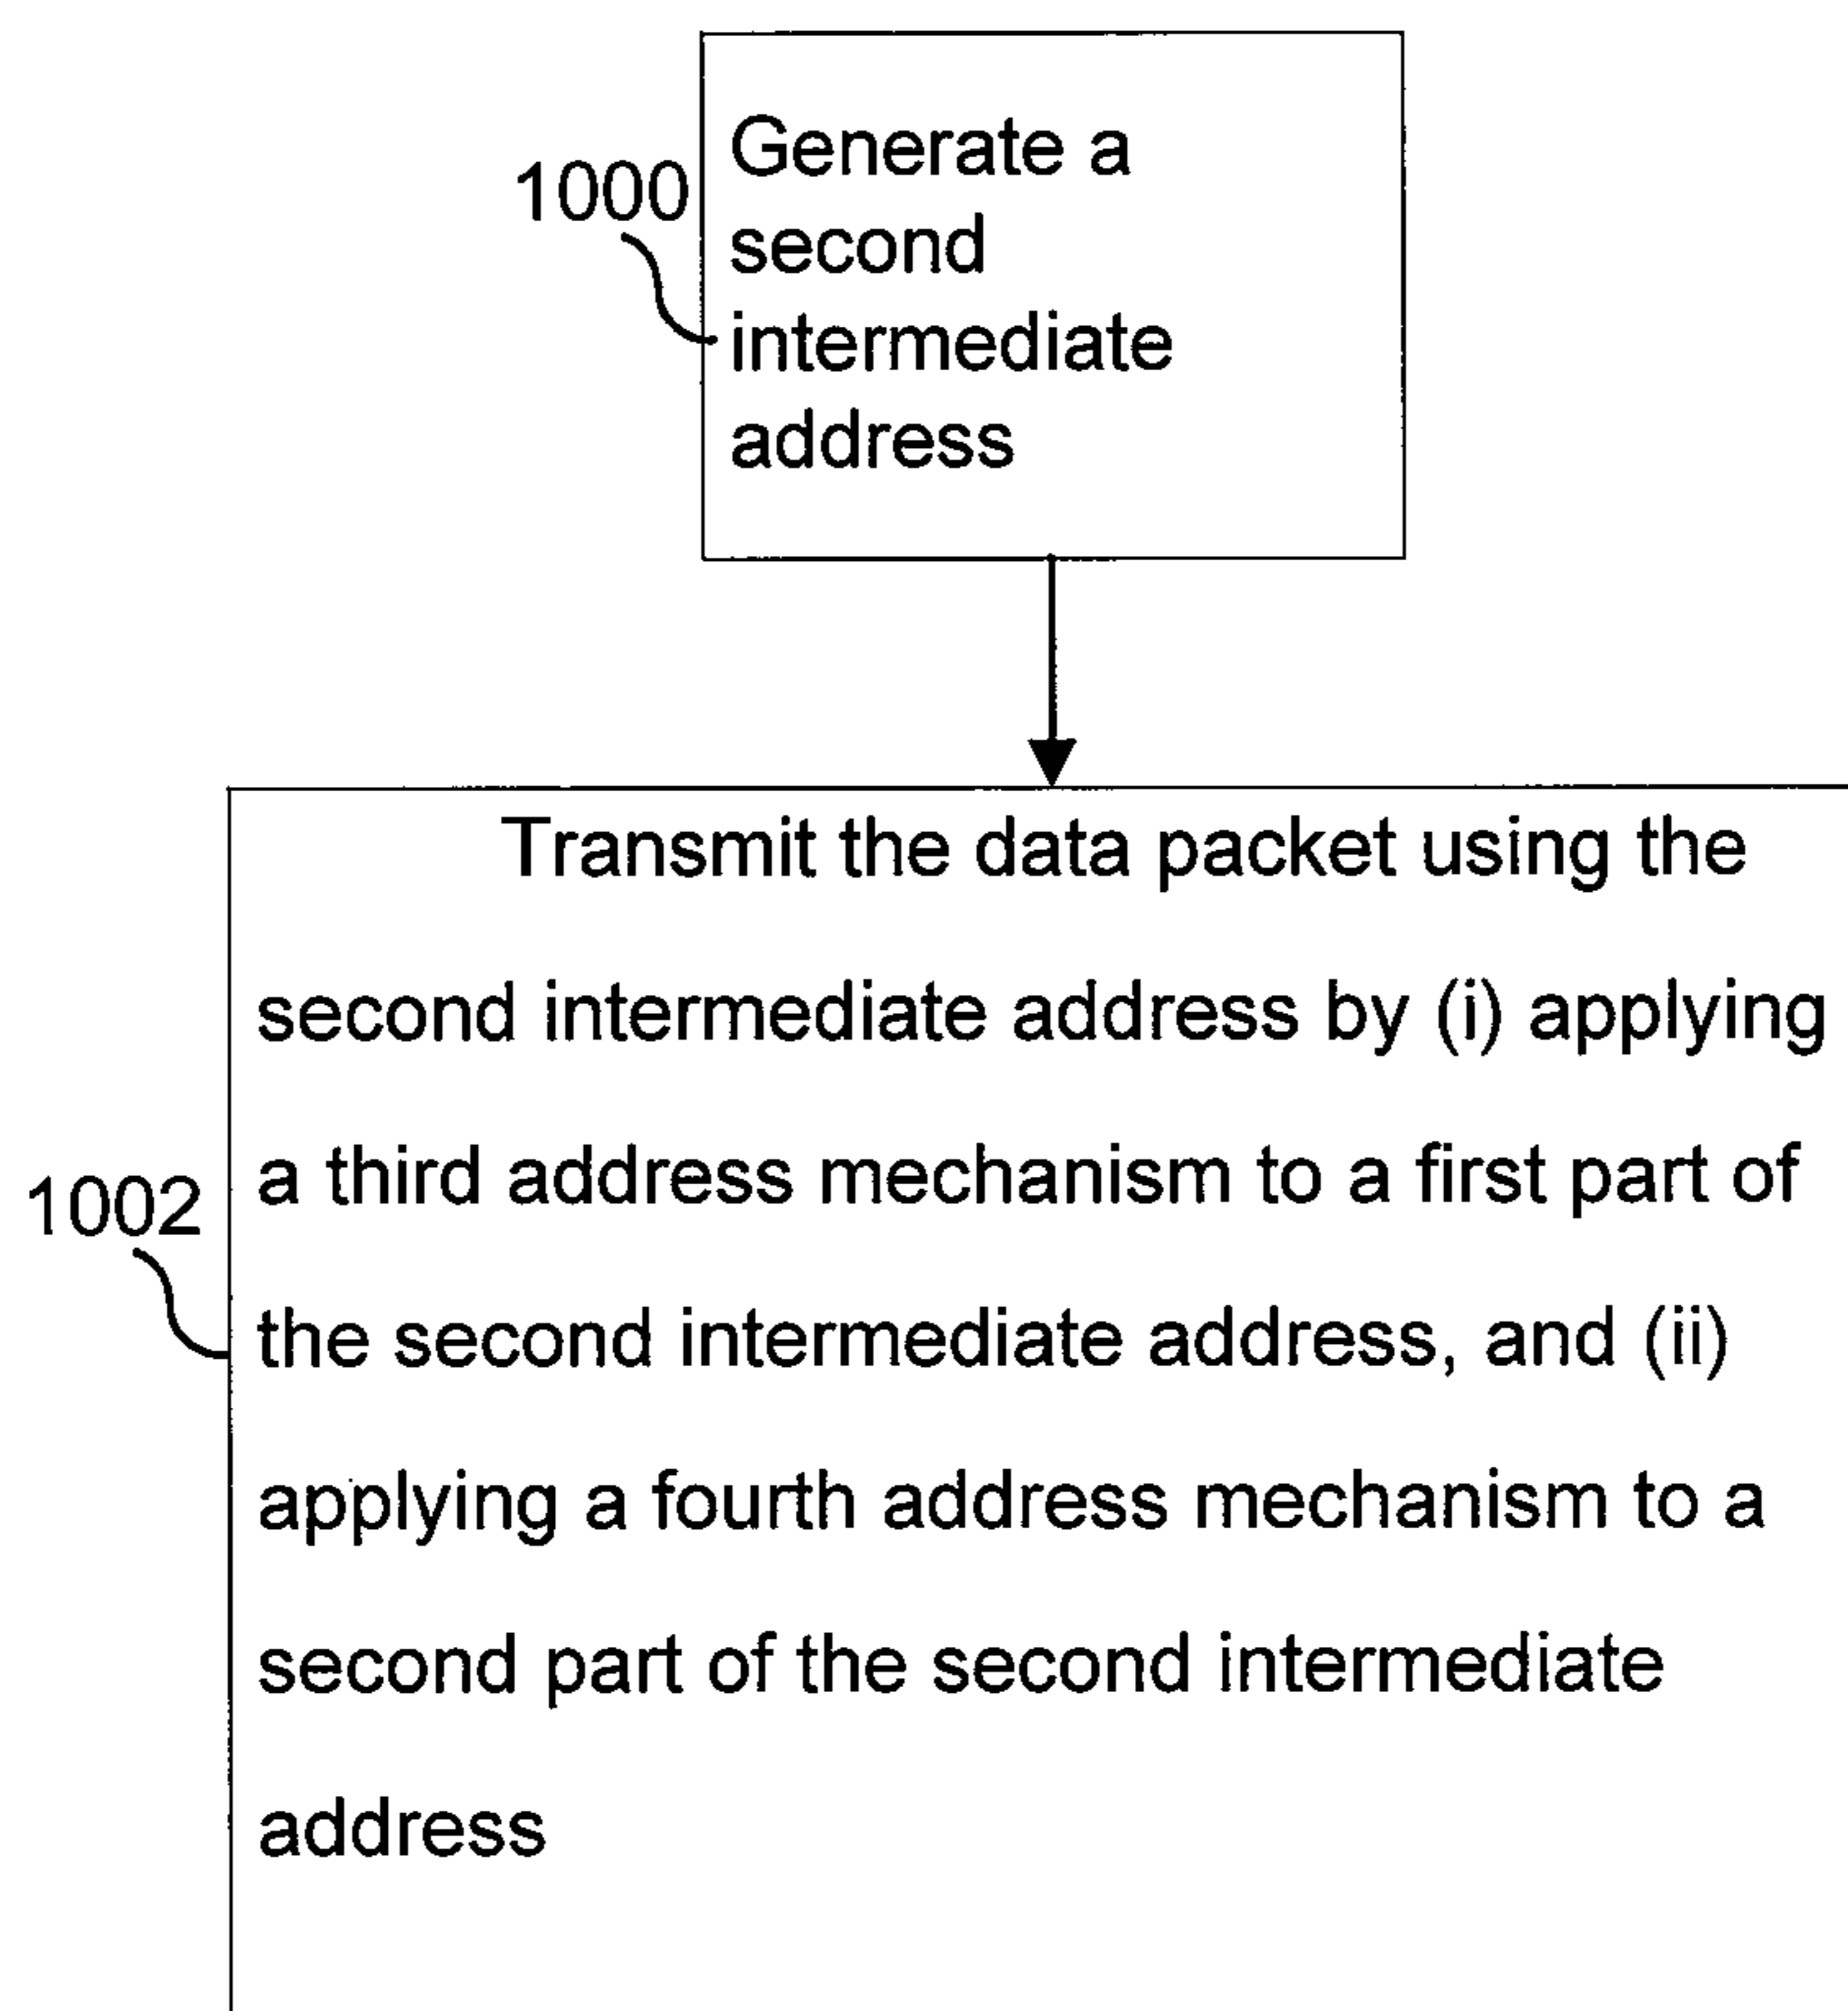 Generate a
1000
second
intermediate
address
Transmit the data packet using the
second intermediate address by (i) applying
a third address mechanism to a first part of
1002
the second intermediate address, and (ii)
applying a fourth address mechanism to a
second part of the second intermediate
address